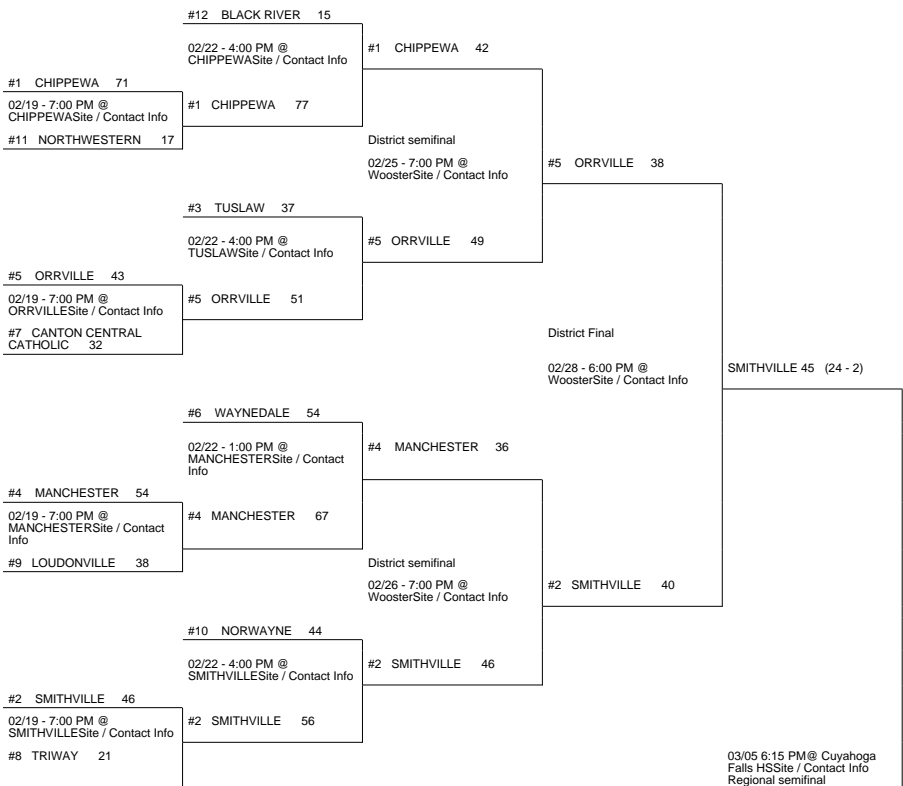 #12 BLACK RIVER 15
02/22 - 4:00 PM @
CHIPPEWASite / Contact Info
#1 CHIPPEWA 42
#1 CHIPPEWA 71
02/19 - 7:00 PM @
CHIPPEWASite / Contact Info
#1 CHIPPEWA 77
#11 NORTHWESTERN 17
District semifinal
02/25 - 7:00 PM @
WoosterSite / Contact Info
#5 ORRVILLE 38
#3 TUSLAW 37
02/22 - 4:00 PM @
TUSLAWSite / Contact Info
#5 ORRVILLE 49
#5 ORRVILLE 43
02/19 - 7:00 PM @
ORRVILLESite / Contact Info
#5 ORRVILLE 51
#7 CANTON CENTRAL
CATHOLIC 32
District Final
02/28 - 6:00 PM @
WoosterSite / Contact Info
SMITHVILLE 45 (24 - 2)
#6 WAYNEDALE 54
02/22 - 1:00 PM @
MANCHESTERSite / Contact
Info
#4 MANCHESTER 36
#4 MANCHESTER 54
02/19 - 7:00 PM @
MANCHESTERSite / Contact
Info
#4 MANCHESTER 67
#9 LOUDONVILLE 38
District semifinal
02/26 - 7:00 PM @
WoosterSite / Contact Info
#2 SMITHVILLE 40
#10 NORWAYNE 44
02/22 - 4:00 PM @
SMITHVILLESite / Contact Info
#2 SMITHVILLE 46
#2 SMITHVILLE 46
02/19 - 7:00 PM @
SMITHVILLESite / Contact Info
#2 SMITHVILLE 56
#8 TRIWAY 21
03/05 6:15 PM@ Cuyahoga
Falls HSSite / Contact Info
Regional semifinal